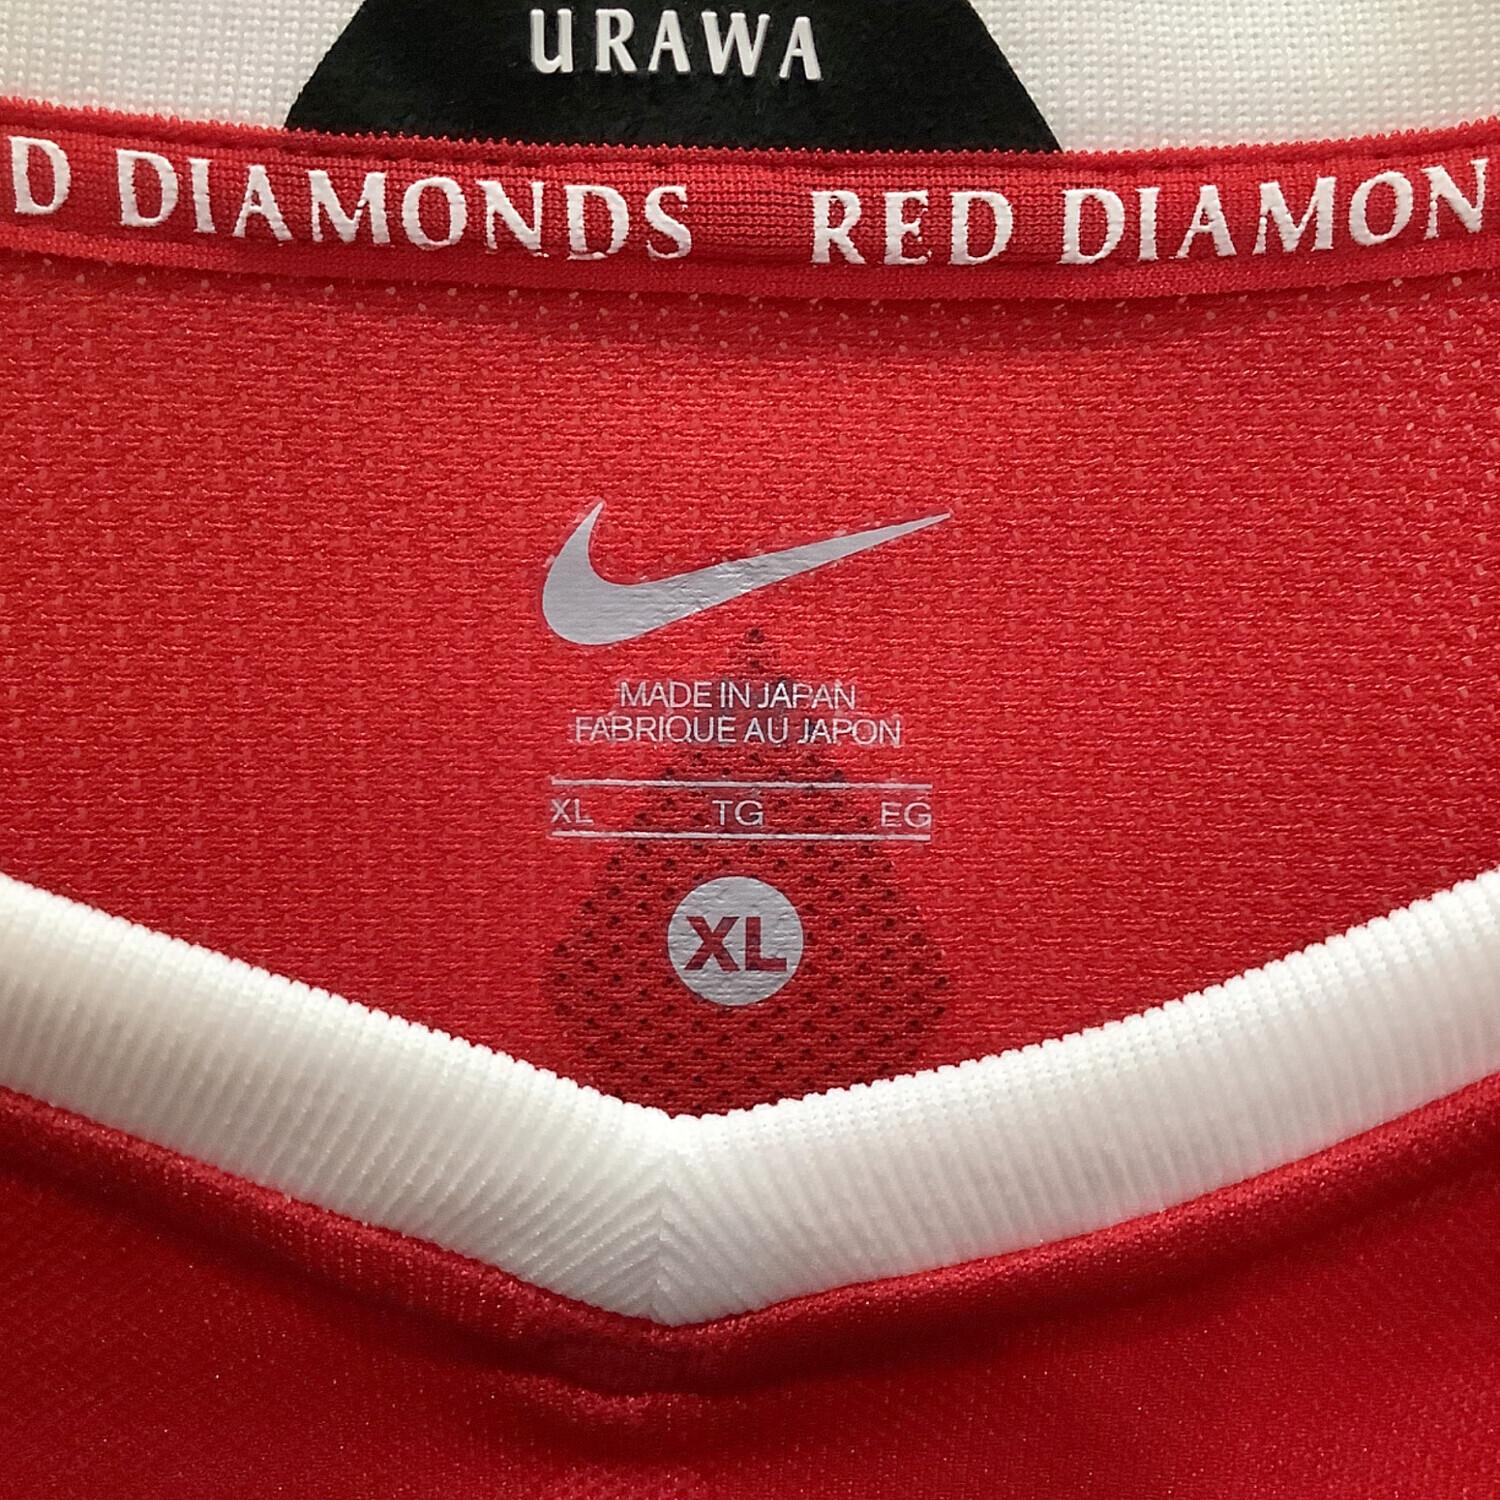 URAWA
D DIAMONDS RED DIAMON
MADE IN JAPAN
FABRIQUE AU JAPON
XL TG EG
XL